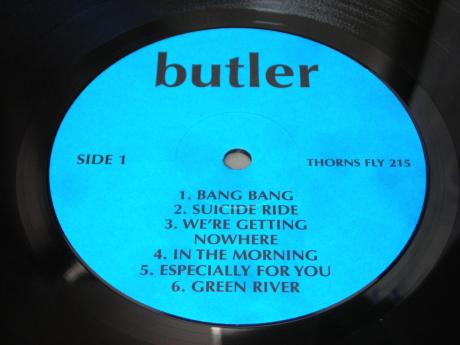 butler
SIDE 1
THORNS FLY 215
1. BANG BANG
2. SUICIDE RIDE
3. WE'RE GETTING
NOWHERE
4. IN THE MORNING
5. ESPECIALLY FOR YOU
6. GREEN RIVER